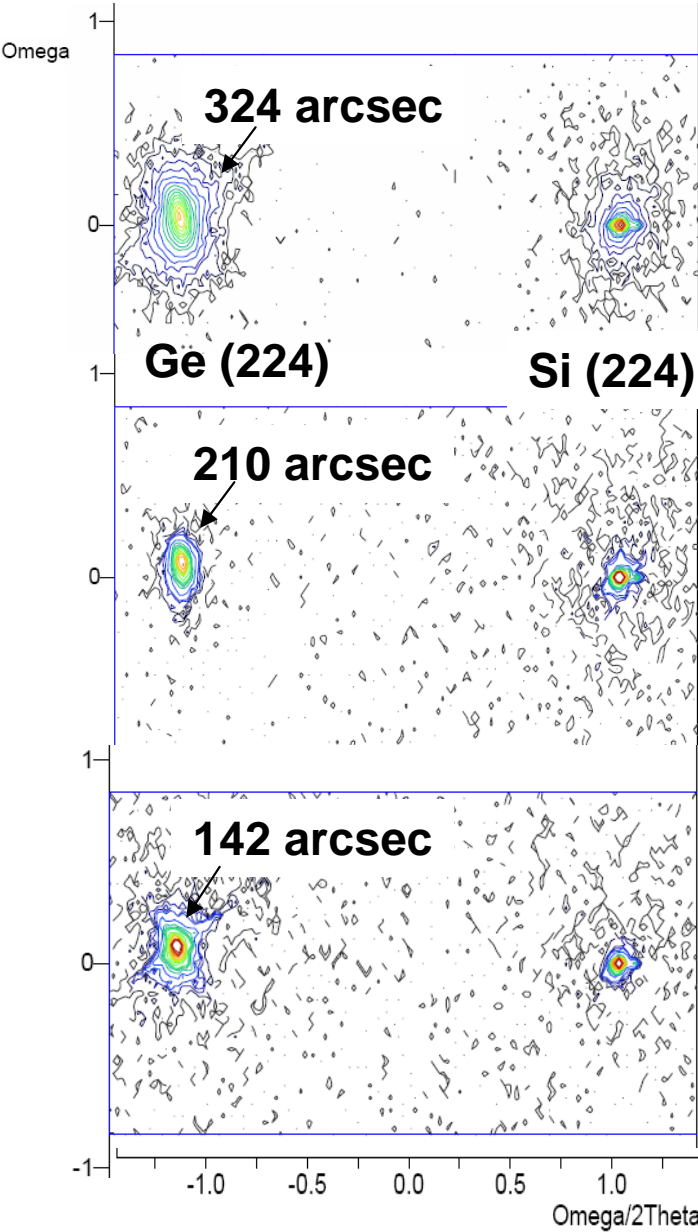 1
Omega
324 arcsec
0
Ge (224)
Si (224)
1
210 arcsec
0
1
142 arcsec
0
-1
-1.0 -0.5 0.0 0.5 1.0
Omega/2Theta